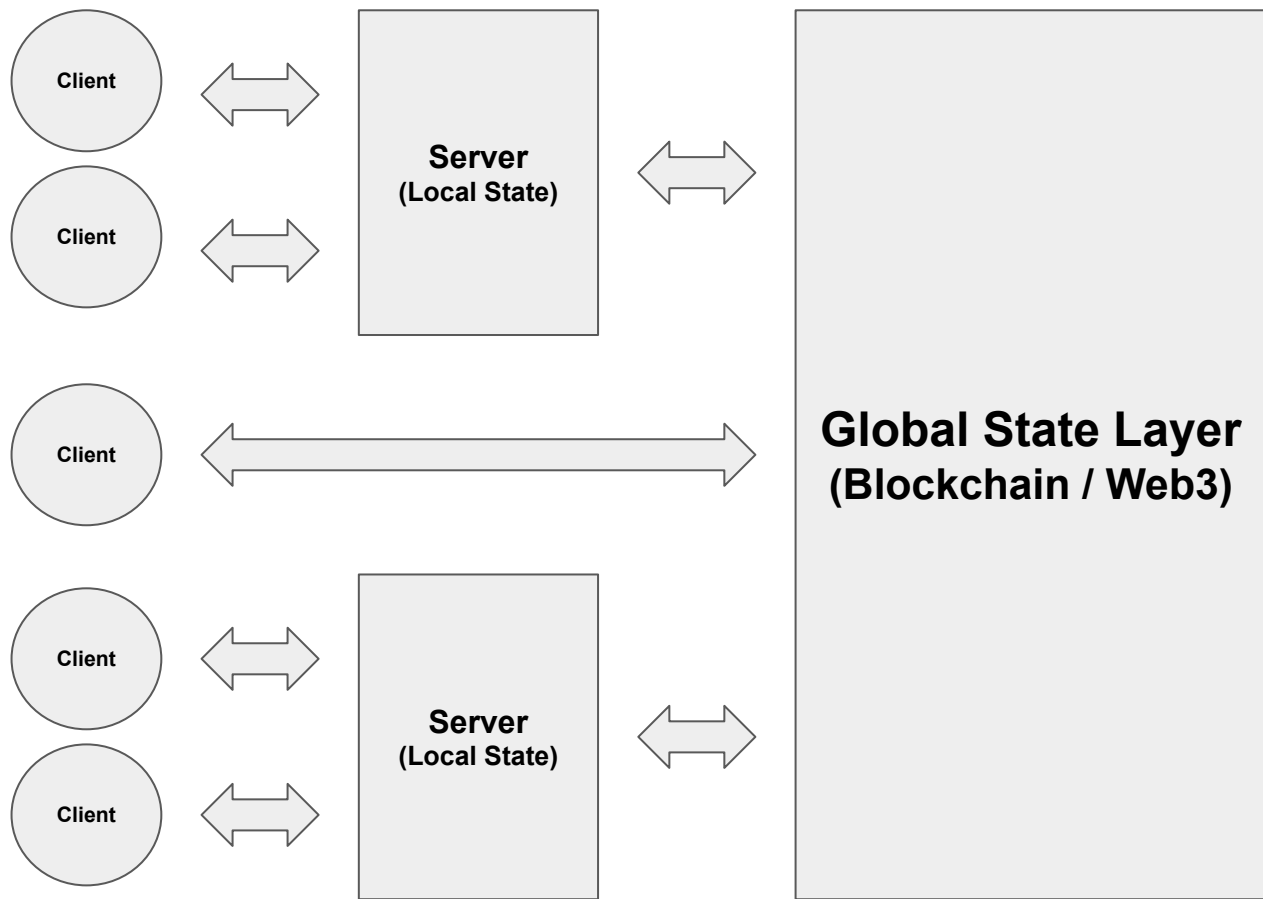 Client
Client
Server
(Local State)
Client
Global State Layer
(Blockchain / Web3)
Client
Client
Server
(Local State)